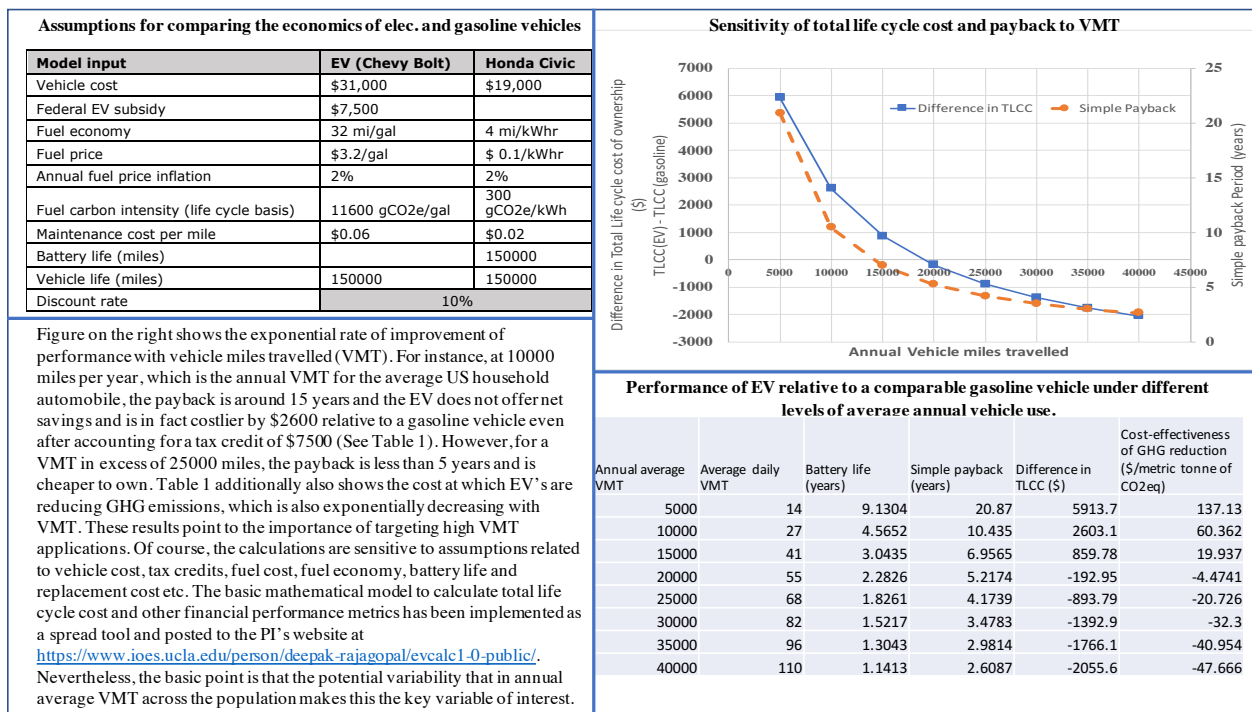 Assumptions for comparing the economics of elec. and gasoline vehicles
Model input EV (Chevy Bolt) Honda Civic
Vehicle cost $31,000 $19,000
Federal EV subsidy $7,500
Fuel economy 32 mi/gal 4 mi/kWhr
Fuel price $3.2/gal $ 0.1/kWhr
Annual fuel price inflation 2% 2%
Fuel carbon intensity (life cycle basis) 11600 gCO2e/gal 300 gCO2e/kWh
Maintenance cost per mile $0.06 $0.02
Battery life (miles) 150000
Vehicle life (miles) 150000 150000
Discount rate 10%
Figure on the right shows the exponential rate of improvement of
performance with vehicle miles travelled (VMT). For instance, at 10000
miles per year, which is the annual VMT for the average US household
automobile, the payback is around 15 years and the EV does not offer net
savings and is in fact costlier by $2600 relative to a gasoline vehicle even
after accounting for a tax credit of $7500 (See Table 1). However, for a
VMT in excess of 25000 miles, the payback is less than 5 years and is
cheaper to own. Table 1 additionally also shows the cost at which EV's are
reducing GHG emissions, which is also exponentially decreasing with
VMT. These results point to the importance of targeting high VMT
applications. Of course, the calculations are sensitive to assumptions related
to vehicle cost, tax credits, fuel cost, fuel economy, battery life and
replacement cost etc. The basic mathematical model to calculate total life
cycle cost and other financial performance metrics has been implemented as
a spread tool and posted to the PI's website at
https://www.ioes.ucla.edu/person/deepak-rajagopal/evcalc1-0-public/.
Nevertheless, the basic point is that the potential variability that in annual
average VMT across the population makes this the key variable of interest.
Sensitivity of total life cycle cost and payback to VMT
Difference in Total Life cycle cost of ownership
($)
TLCC(EV) - TLCC(gasoline)
7000
6000
5000
4000
3000
2000
1000
0
-1000
-2000
-3000
Difference in TLCC Simple Payback
0 5000 10000 15000 20000 25000 30000 35000 40000 45000
Annual Vehicle miles travelled
25
20
15
10
5
0
Simple payback Period (years)
Performance of EV relative to a comparable gasoline vehicle under different
levels of average annual vehicle use.
Annual average VMT Average daily VMT Battery life (years) Simple payback (years) Difference in TLCC ($) Cost-effectiveness of GHG reduction ($/metric tonne of CO2eq)
5000 14 9.1304 20.87 5913.7 137.13
10000 27 4.5652 10.435 2603.1 60.362
15000 41 3.0435 6.9565 859.78 19.937
20000 55 2.2826 5.2174 -192.95 -4.4741
25000 68 1.8261 4.1739 -893.79 -20.726
30000 82 1.5217 3.4783 -1392.9 -32.3
35000 96 1.3043 2.9814 -1766.1 -40.954
40000 110 1.1413 2.6087 -2055.6 -47.666